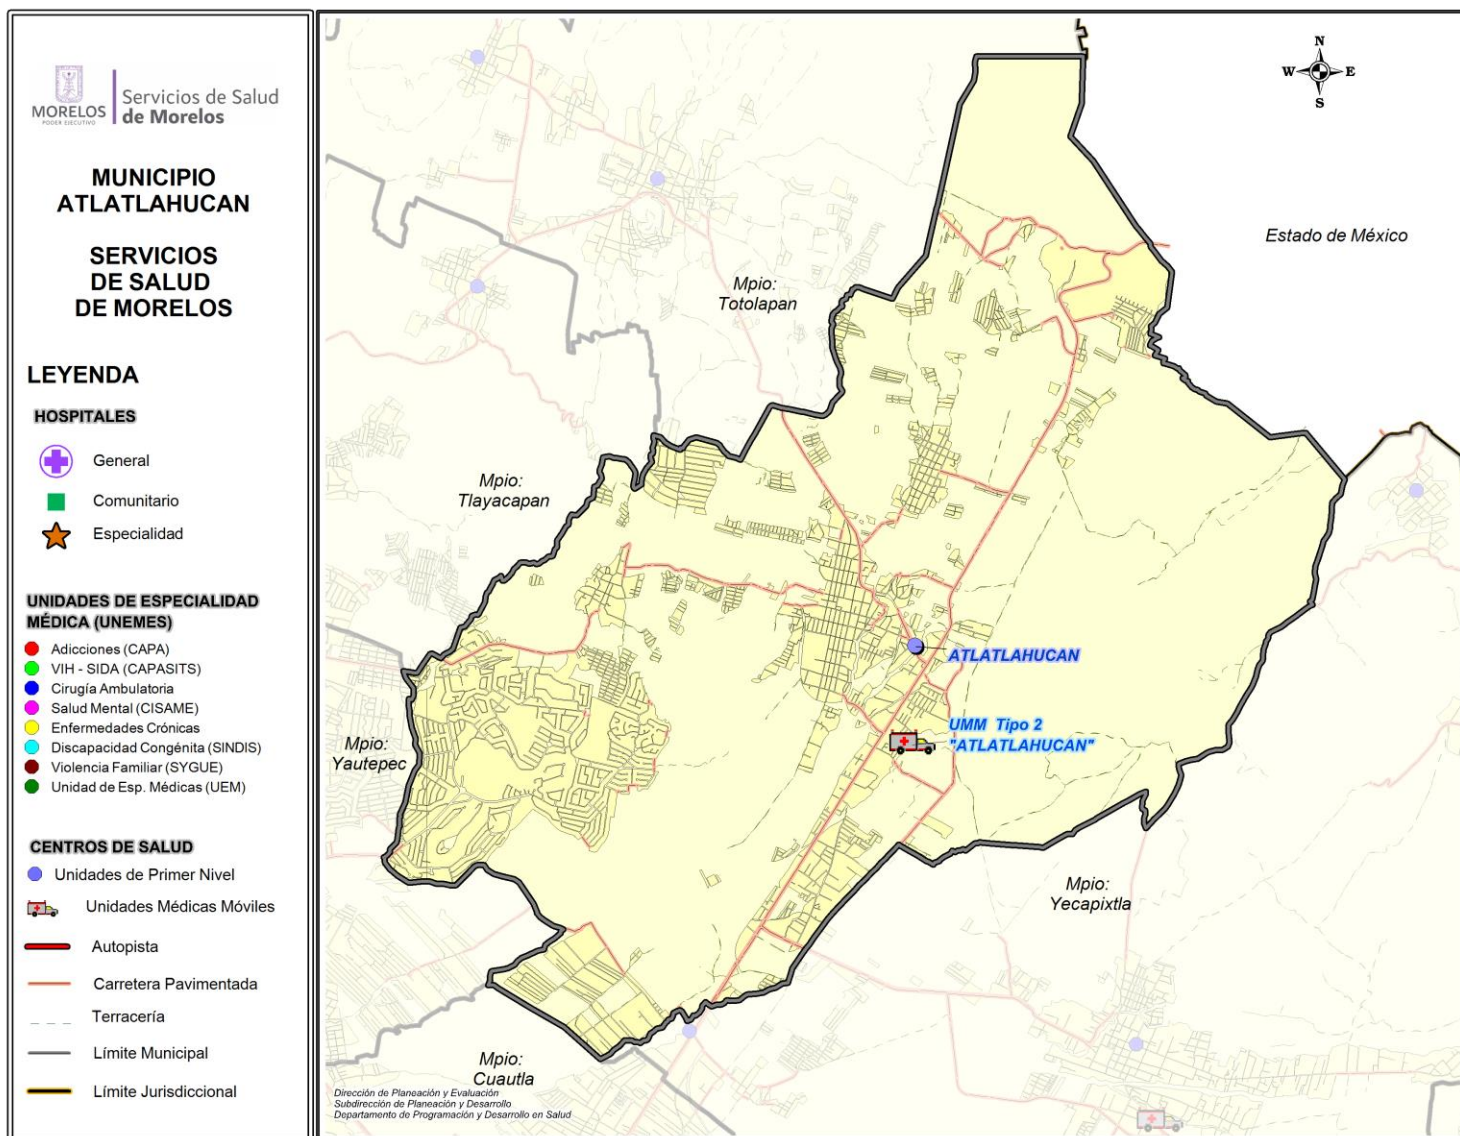 MORELOS
PODER EJECUTIVO
Servicios de Salud
de Morelos
MUNICIPIO
ATLATLAHUCAN
SERVICIOS
DE SALUD
DE MORELOS
LEYENDA
HOSPITALES
General
Comunitario
Especialidad
UNIDADES DE ESPECIALIDAD
MÉDICA (UNEMES)
Adicciones (CAPA)
VIH - SIDA (CAPASITS)
Cirugía Ambulatoria
Salud Mental (CISAME)
Enfermedades Crónicas
Discapacidad Congénita (SINDIS)
Violencia Familiar (SYGUE)
Unidad de Esp. Médicas (UEM)
CENTROS DE SALUD
Unidades de Primer Nivel
Unidades Médicas Móviles
Autopista
Carretera Pavimentada
Terracería
Límite Municipal
Límite Jurisdiccional
N
W E
S
Estado de México
Mpio:
Totolapan
Mpio:
Tlayacapan
ATLATLAHUCAN
UMM Tipo 2
"ATLATLAHUCAN"
Mpio:
Yautepec
Mpio:
Yecapixtla
Mpio:
Cuautla
Dirección de Planeación y Evaluación
Subdirección de Planeación y Desarrollo
Departamento de Programación y Desarrollo en Salud